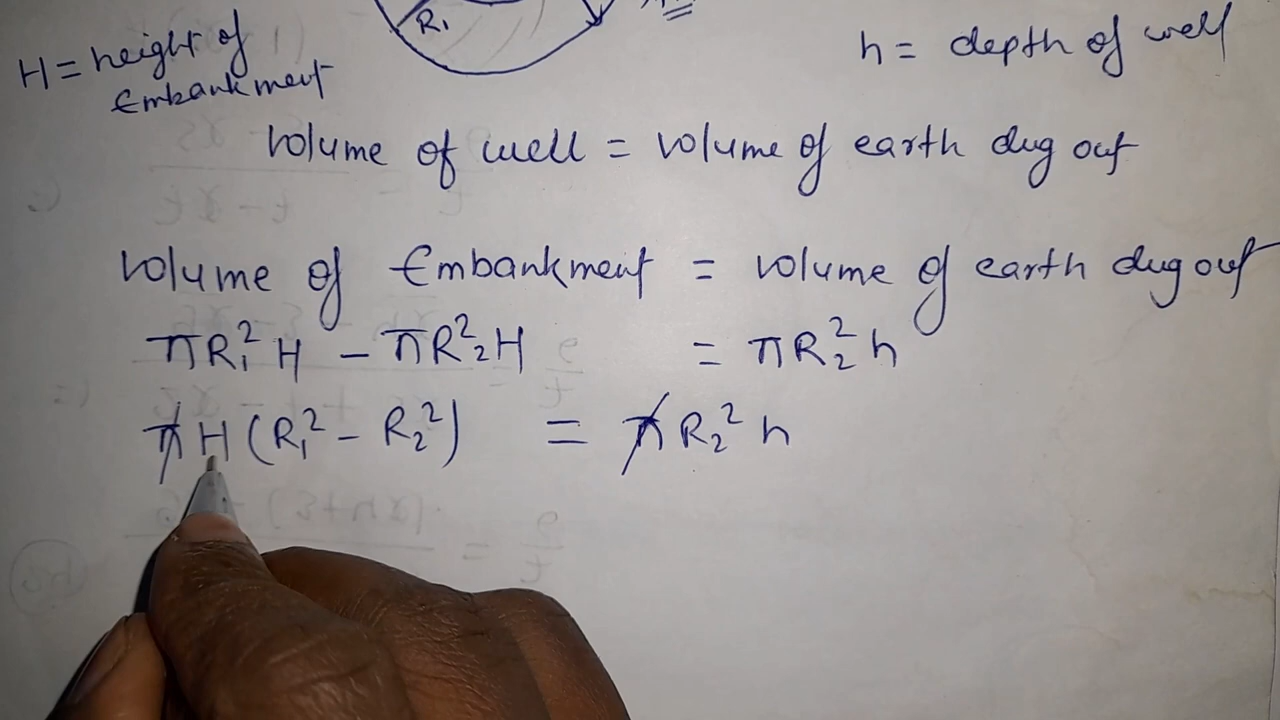 R₁
H = height of
Embankment
h = depth of well
volume of well = volume of earth dug out
volume of Embankment = volume of earth dug out
πR₁²H − πR₂²H = πR₂²h
πH(R₁² − R₂²) = πR₂²h